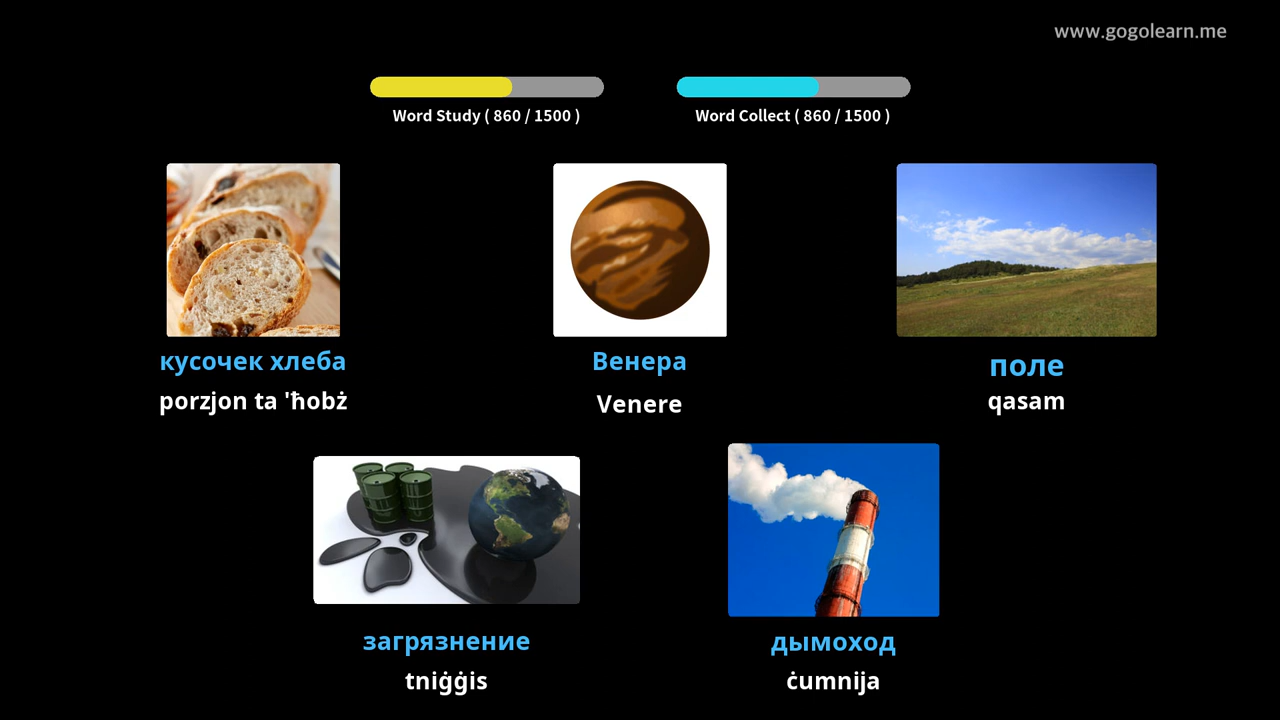 www.gogolearn.me
Word Study ( 860 / 1500 )
Word Collect ( 860 / 1500 )
кусочек хлеба
porzjon ta 'ħobż
Венера
Venere
поле
qasam
загрязнение
tniġġis
дымоход
ċumnija